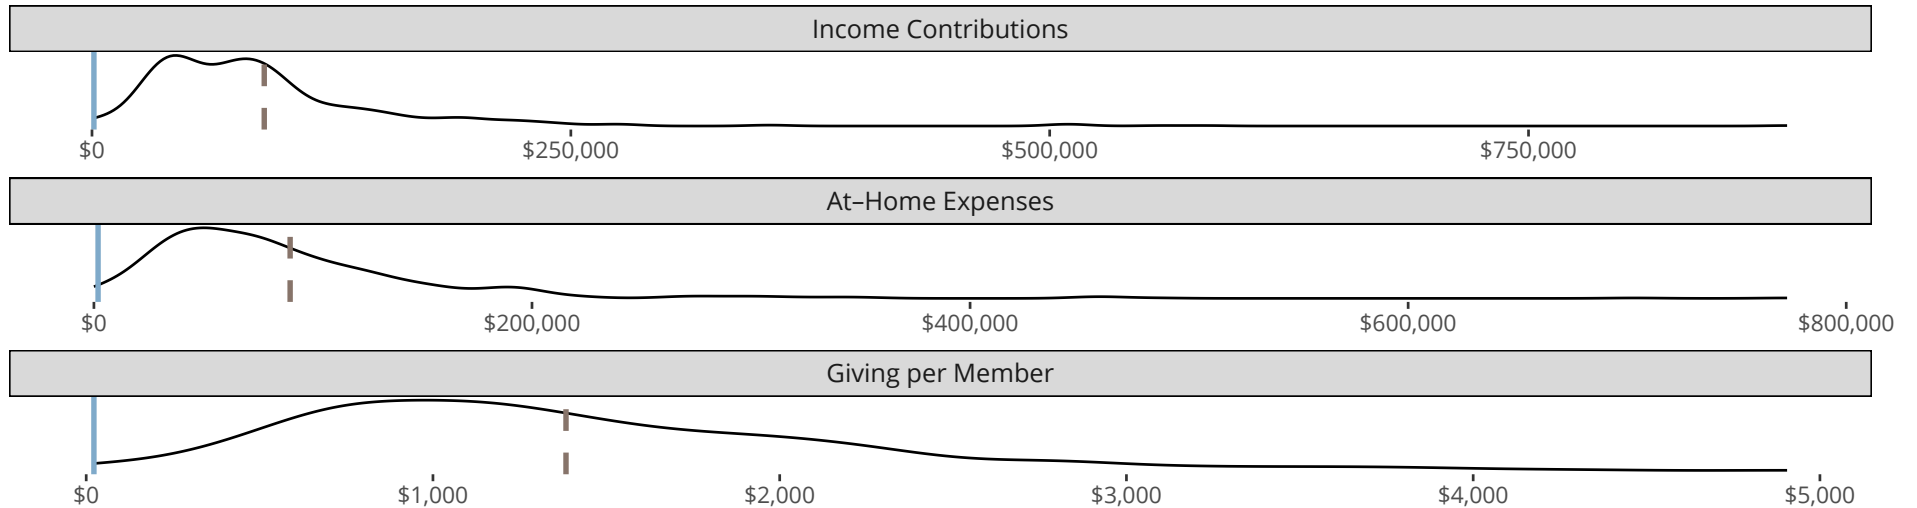 Income Contributions
$0 $250,000 $500,000 $750,000
At–Home Expenses
$0 $200,000 $400,000 $600,000 $800,000
Giving per Member
$0 $1,000 $2,000 $3,000 $4,000 $5,000